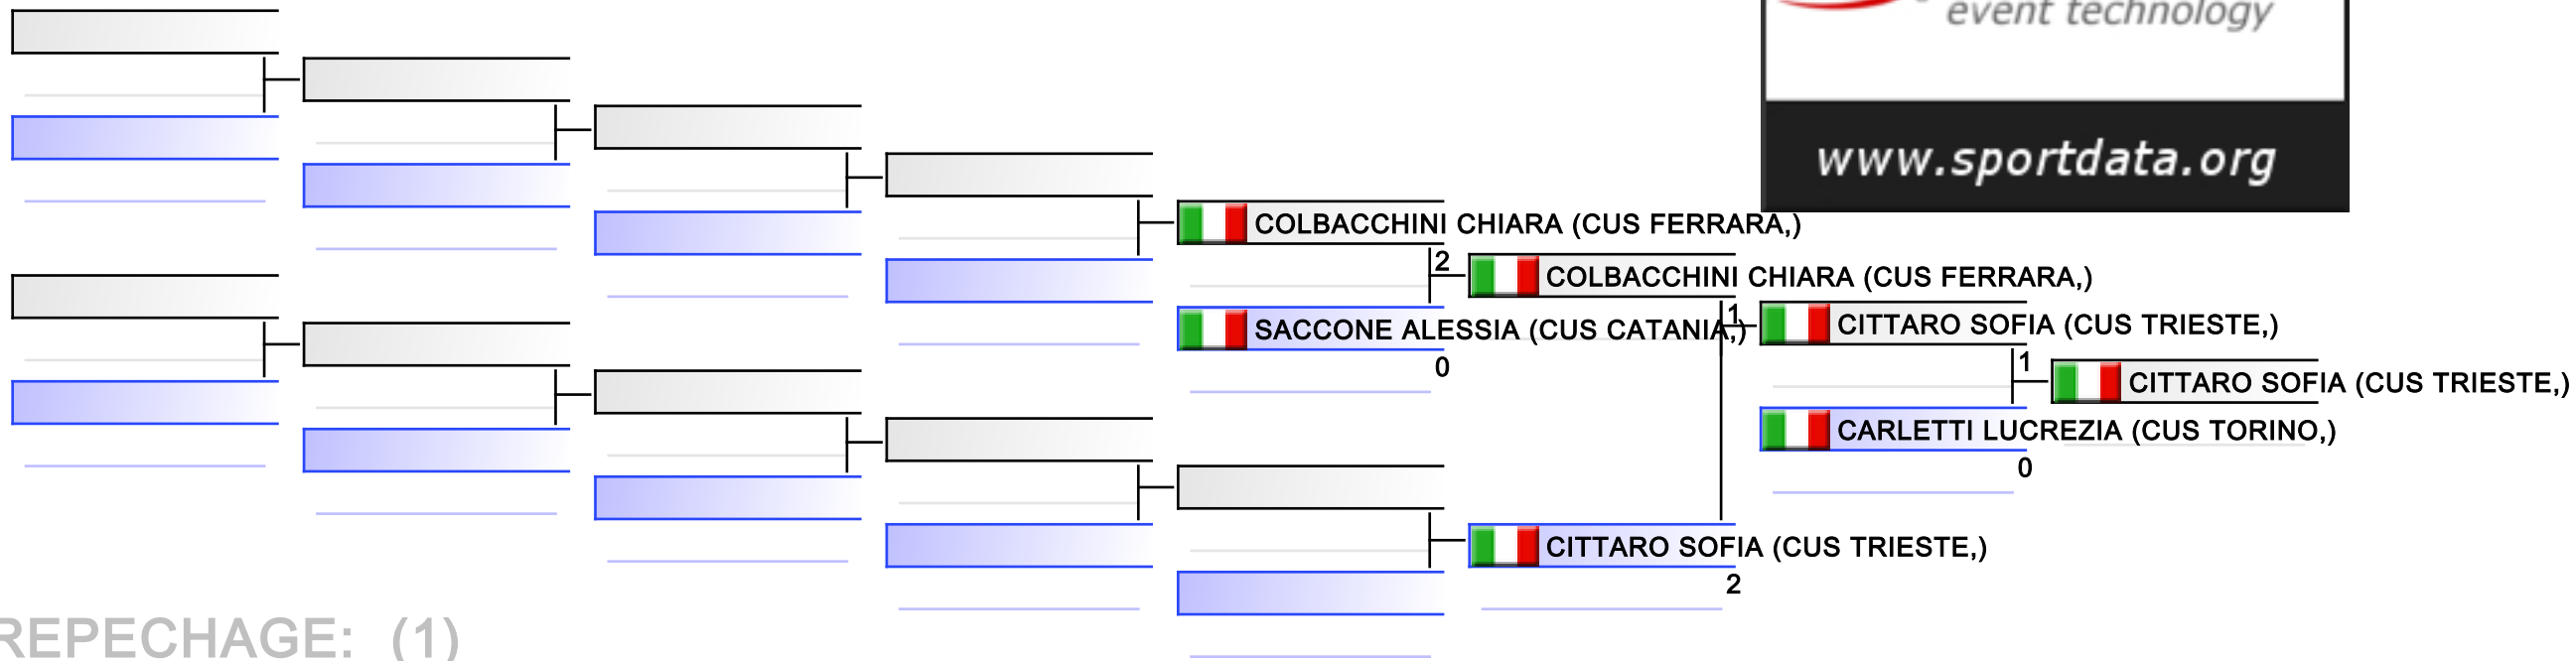 event technology
www.sportdata.org
COLBACCHINI CHIARA (CUS FERRARA,)
2
COLBACCHINI CHIARA (CUS FERRARA,)
SACCONE ALESSIA (CUS CATANIA,)
0
1
CITTARO SOFIA (CUS TRIESTE,)
1
CITTARO SOFIA (CUS TRIESTE,)
CARLETTI LUCREZIA (CUS TORINO,)
0
CITTARO SOFIA (CUS TRIESTE,)
2
REPECHAGE: (1)